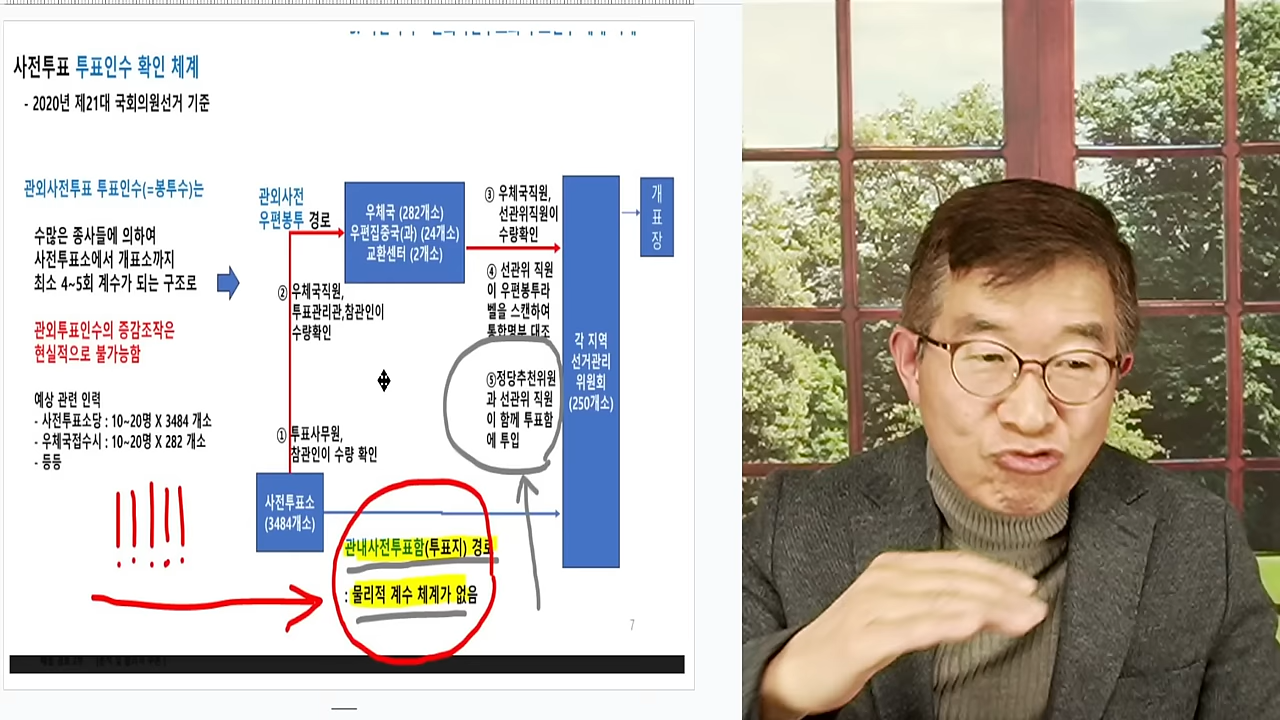 사전투표 투표인수 확인 체계
- 2020년 제21대 국회의원선거 기준
관외사전투표 투표인수(=봉투수)는
수많은 종사들에 의하여
사전투표소에서 개표소까지
최소 4~5회 계수가 되는 구조로
관외투표인수의 증감조작은
현실적으로 불가능함
예상 관련 인력
- 사전투표소당 : 10~20명 X 3484 개소
- 우체국접수시 : 10~20명 X 282 개소
- 등등
관외사전
우편봉투 경로
우체국 (282개소)
우편집중국(과) (24개소)
교환센터 (2개소)
③ 우체국직원,
선관위직원이
수량확인
개
표
장
② 우체국직원,
투표관리관,참관인이
수량확인
④ 선관위 직원
이 우편봉투라
벨을 스캔하여
통합명부 대조
각 지역
선거관리
위원회
(250개소)
⑤정당추천위원
과 선관위 직원
이 함께 투표함
에 투입
① 투표사무원,
참관인이 수량 확인
사전투표소
(3484개소)
관내사전투표함(투표지) 경로
: 물리적 계수 체계가 없음
!!!!!
7